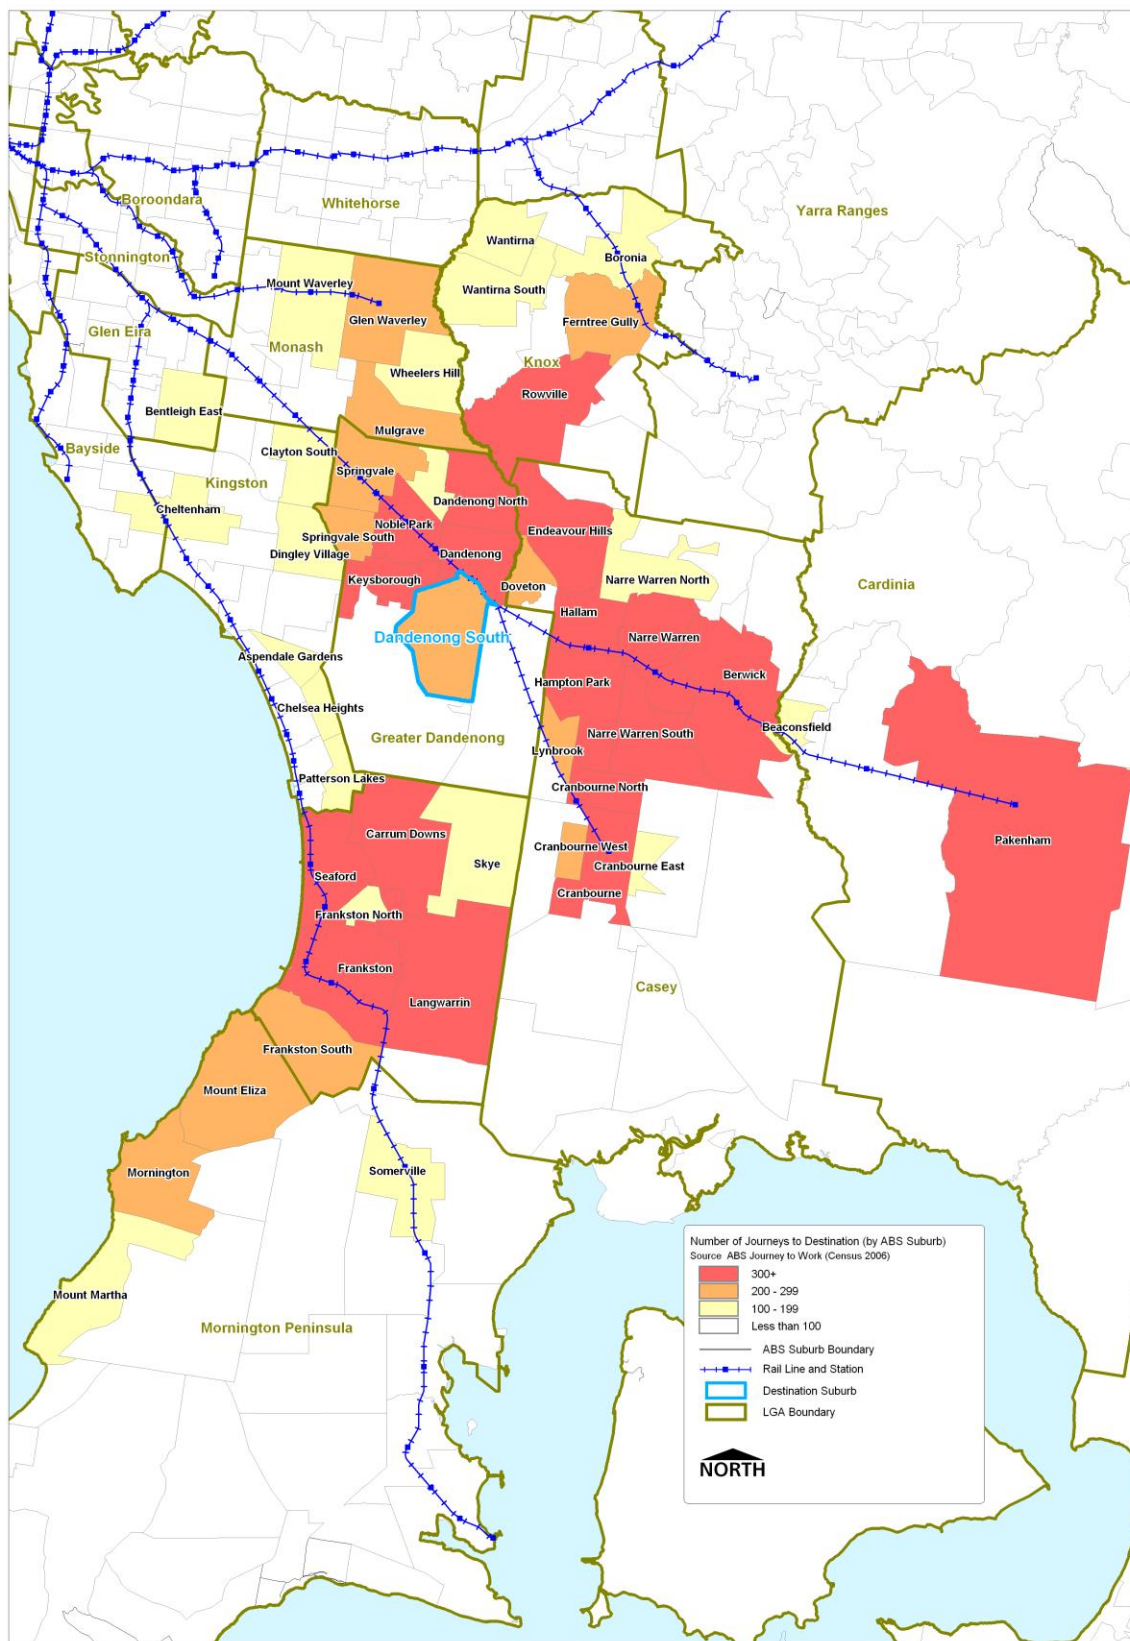 Boroondara
Whitehorse
Yarra Ranges
Stonnington
Wantirna
Boronia
Mount Waverley
Wantirna South
Glen Eira
Glen Waverley
Ferntree Gully
Monash
Knox
Wheelers Hill
Rowville
Bentleigh East
Mulgrave
Bayside
Clayton South
Springvale
Kingston
Dandenong North
Cheltenham
Noble Park
Endeavour Hills
Springvale South
Dingley Village
Dandenong
Keysborough
Doveton
Narre Warren North
Cardinia
Hallam
Dandenong South
Narre Warren
Aspendale Gardens
Berwick
Hampton Park
Chelsea Heights
Beaconsfield
Greater Dandenong
Narre Warren South
Lynbrook
Patterson Lakes
Cranbourne North
Carrum Downs
Pakenham
Cranbourne West
Skye
Cranbourne East
Seaford
Cranbourne
Frankston North
Frankston
Casey
Langwarrin
Frankston South
Mount Eliza
Mornington
Somerville
Mount Martha
Mornington Peninsula
Number of Journeys to Destination (by ABS Suburb)
Source ABS Journey to Work (Census 2006)
300+
200 - 299
100 - 199
Less than 100
ABS Suburb Boundary
Rail Line and Station
Destination Suburb
LGA Boundary
NORTH